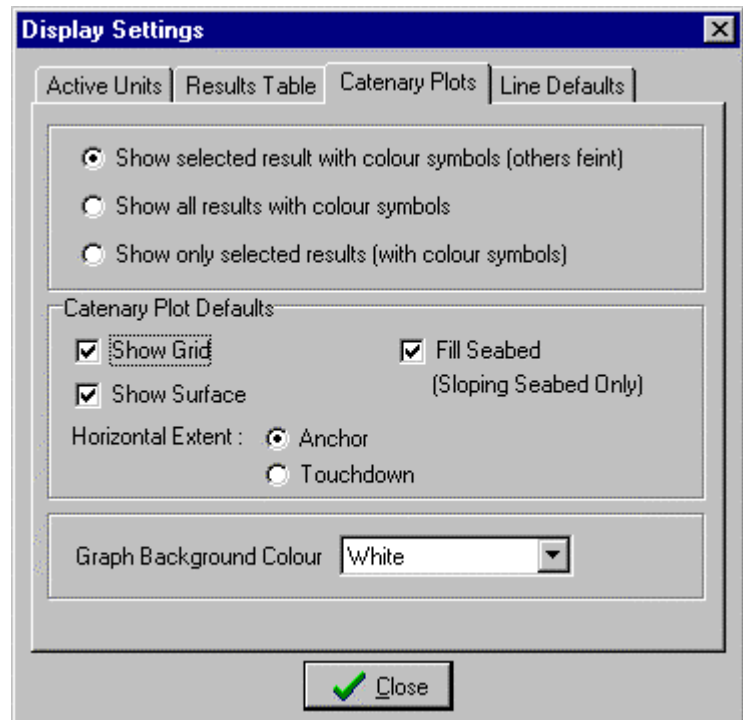 Display Settings
Active Units Results Table Catenary Plots Line Defaults
Show selected result with colour symbols (others feint)
Show all results with colour symbols
Show only selected results (with colour symbols)
Catenary Plot Defaults
Show Grid Fill Seabed
Show Surface (Sloping Seabed Only)
Horizontal Extent : Anchor
Touchdown
Graph Background Colour White
Close